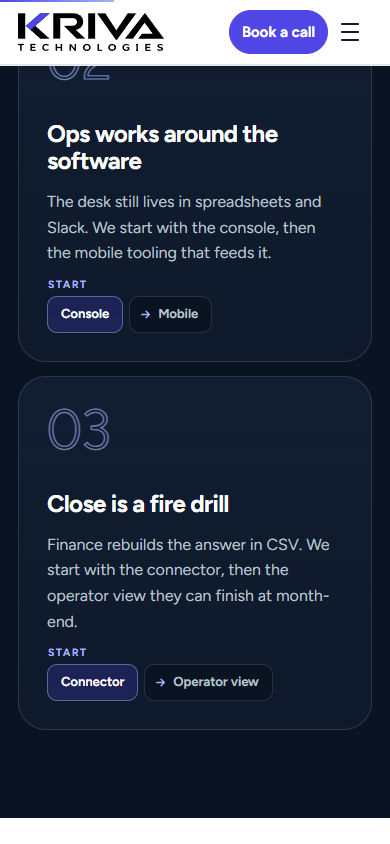 KRIVA
TECHNOLOGIES
Book a call
02
Ops works around the
software
The desk still lives in spreadsheets and
Slack. We start with the console, then
the mobile tooling that feeds it.
START
Console → Mobile
03
Close is a fire drill
Finance rebuilds the answer in CSV. We
start with the connector, then the
operator view they can finish at month-
end.
START
Connector → Operator view